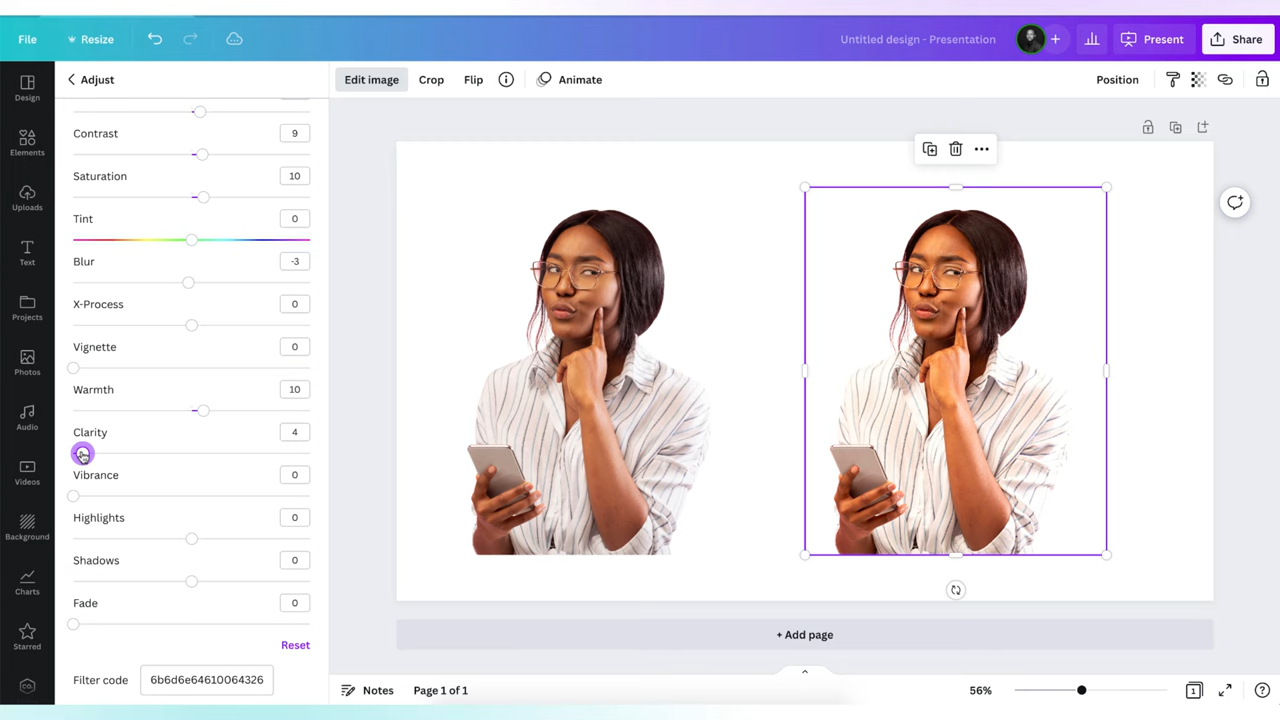 File
Resize
Untitled design - Presentation
+
Present
Share
Design
Elements
Uploads
Text
Projects
Photos
Audio
Videos
Background
Charts
Starred
CO.
Adjust
Contrast 9
Saturation 10
Tint 0
Blur -3
X-Process 0
Vignette 0
Warmth 10
Clarity 4
Vibrance 0
Highlights 0
Shadows 0
Fade 0
Reset
Filter code 6b6d6e64610064326
Edit image
Crop
Flip
Animate
Position
+ Add page
Notes
Page 1 of 1
56%
1